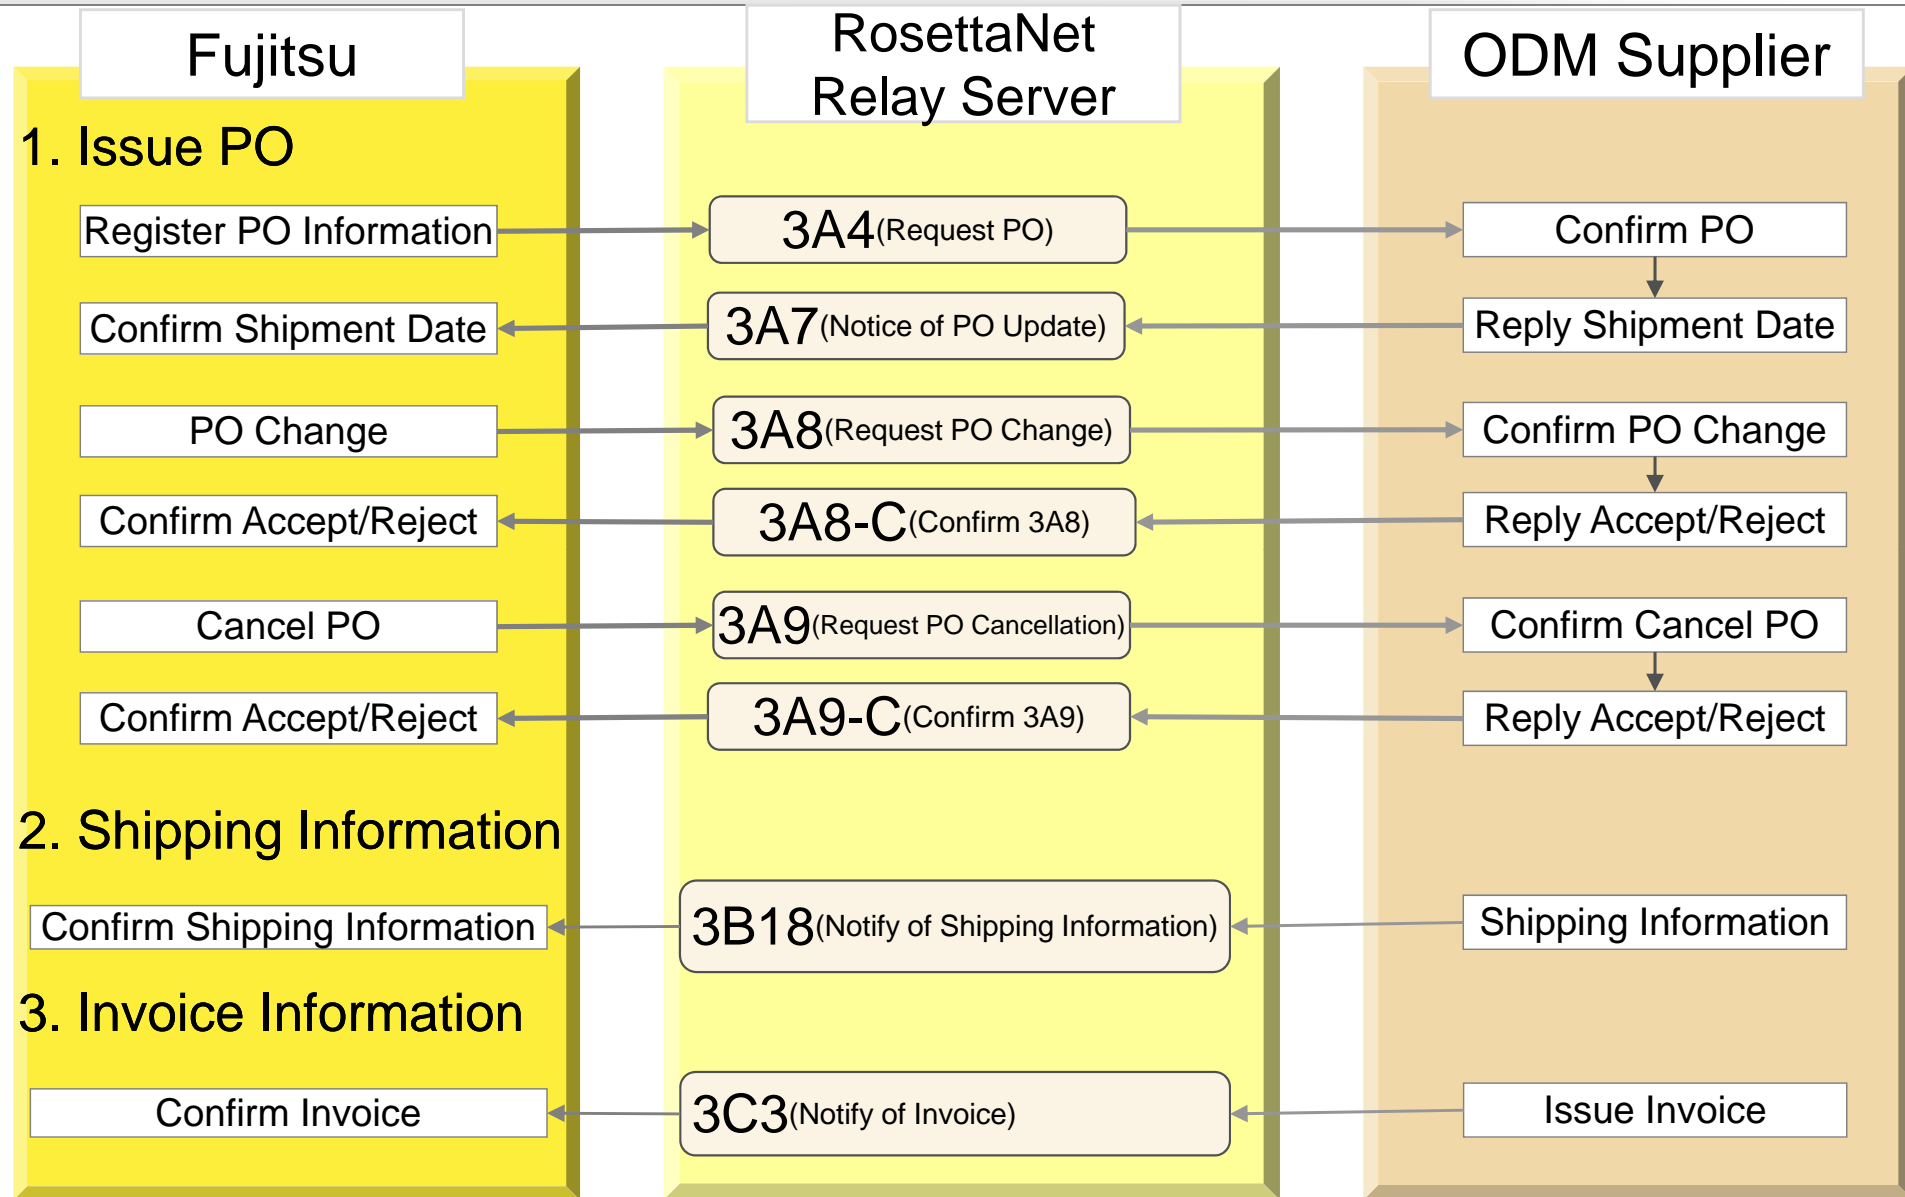 Fujitsu
RosettaNet
Relay Server
ODM Supplier
1. Issue PO
Register PO Information
3A4(Request PO)
Confirm PO
Confirm Shipment Date
3A7(Notice of PO Update)
Reply Shipment Date
PO Change
3A8(Request PO Change)
Confirm PO Change
Confirm Accept/Reject
3A8-C(Confirm 3A8)
Reply Accept/Reject
Cancel PO
3A9(Request PO Cancellation)
Confirm Cancel PO
Confirm Accept/Reject
3A9-C(Confirm 3A9)
Reply Accept/Reject
2. Shipping Information
Confirm Shipping Information
3B18(Notify of Shipping Information)
Shipping Information
3. Invoice Information
Confirm Invoice
3C3(Notify of Invoice)
Issue Invoice